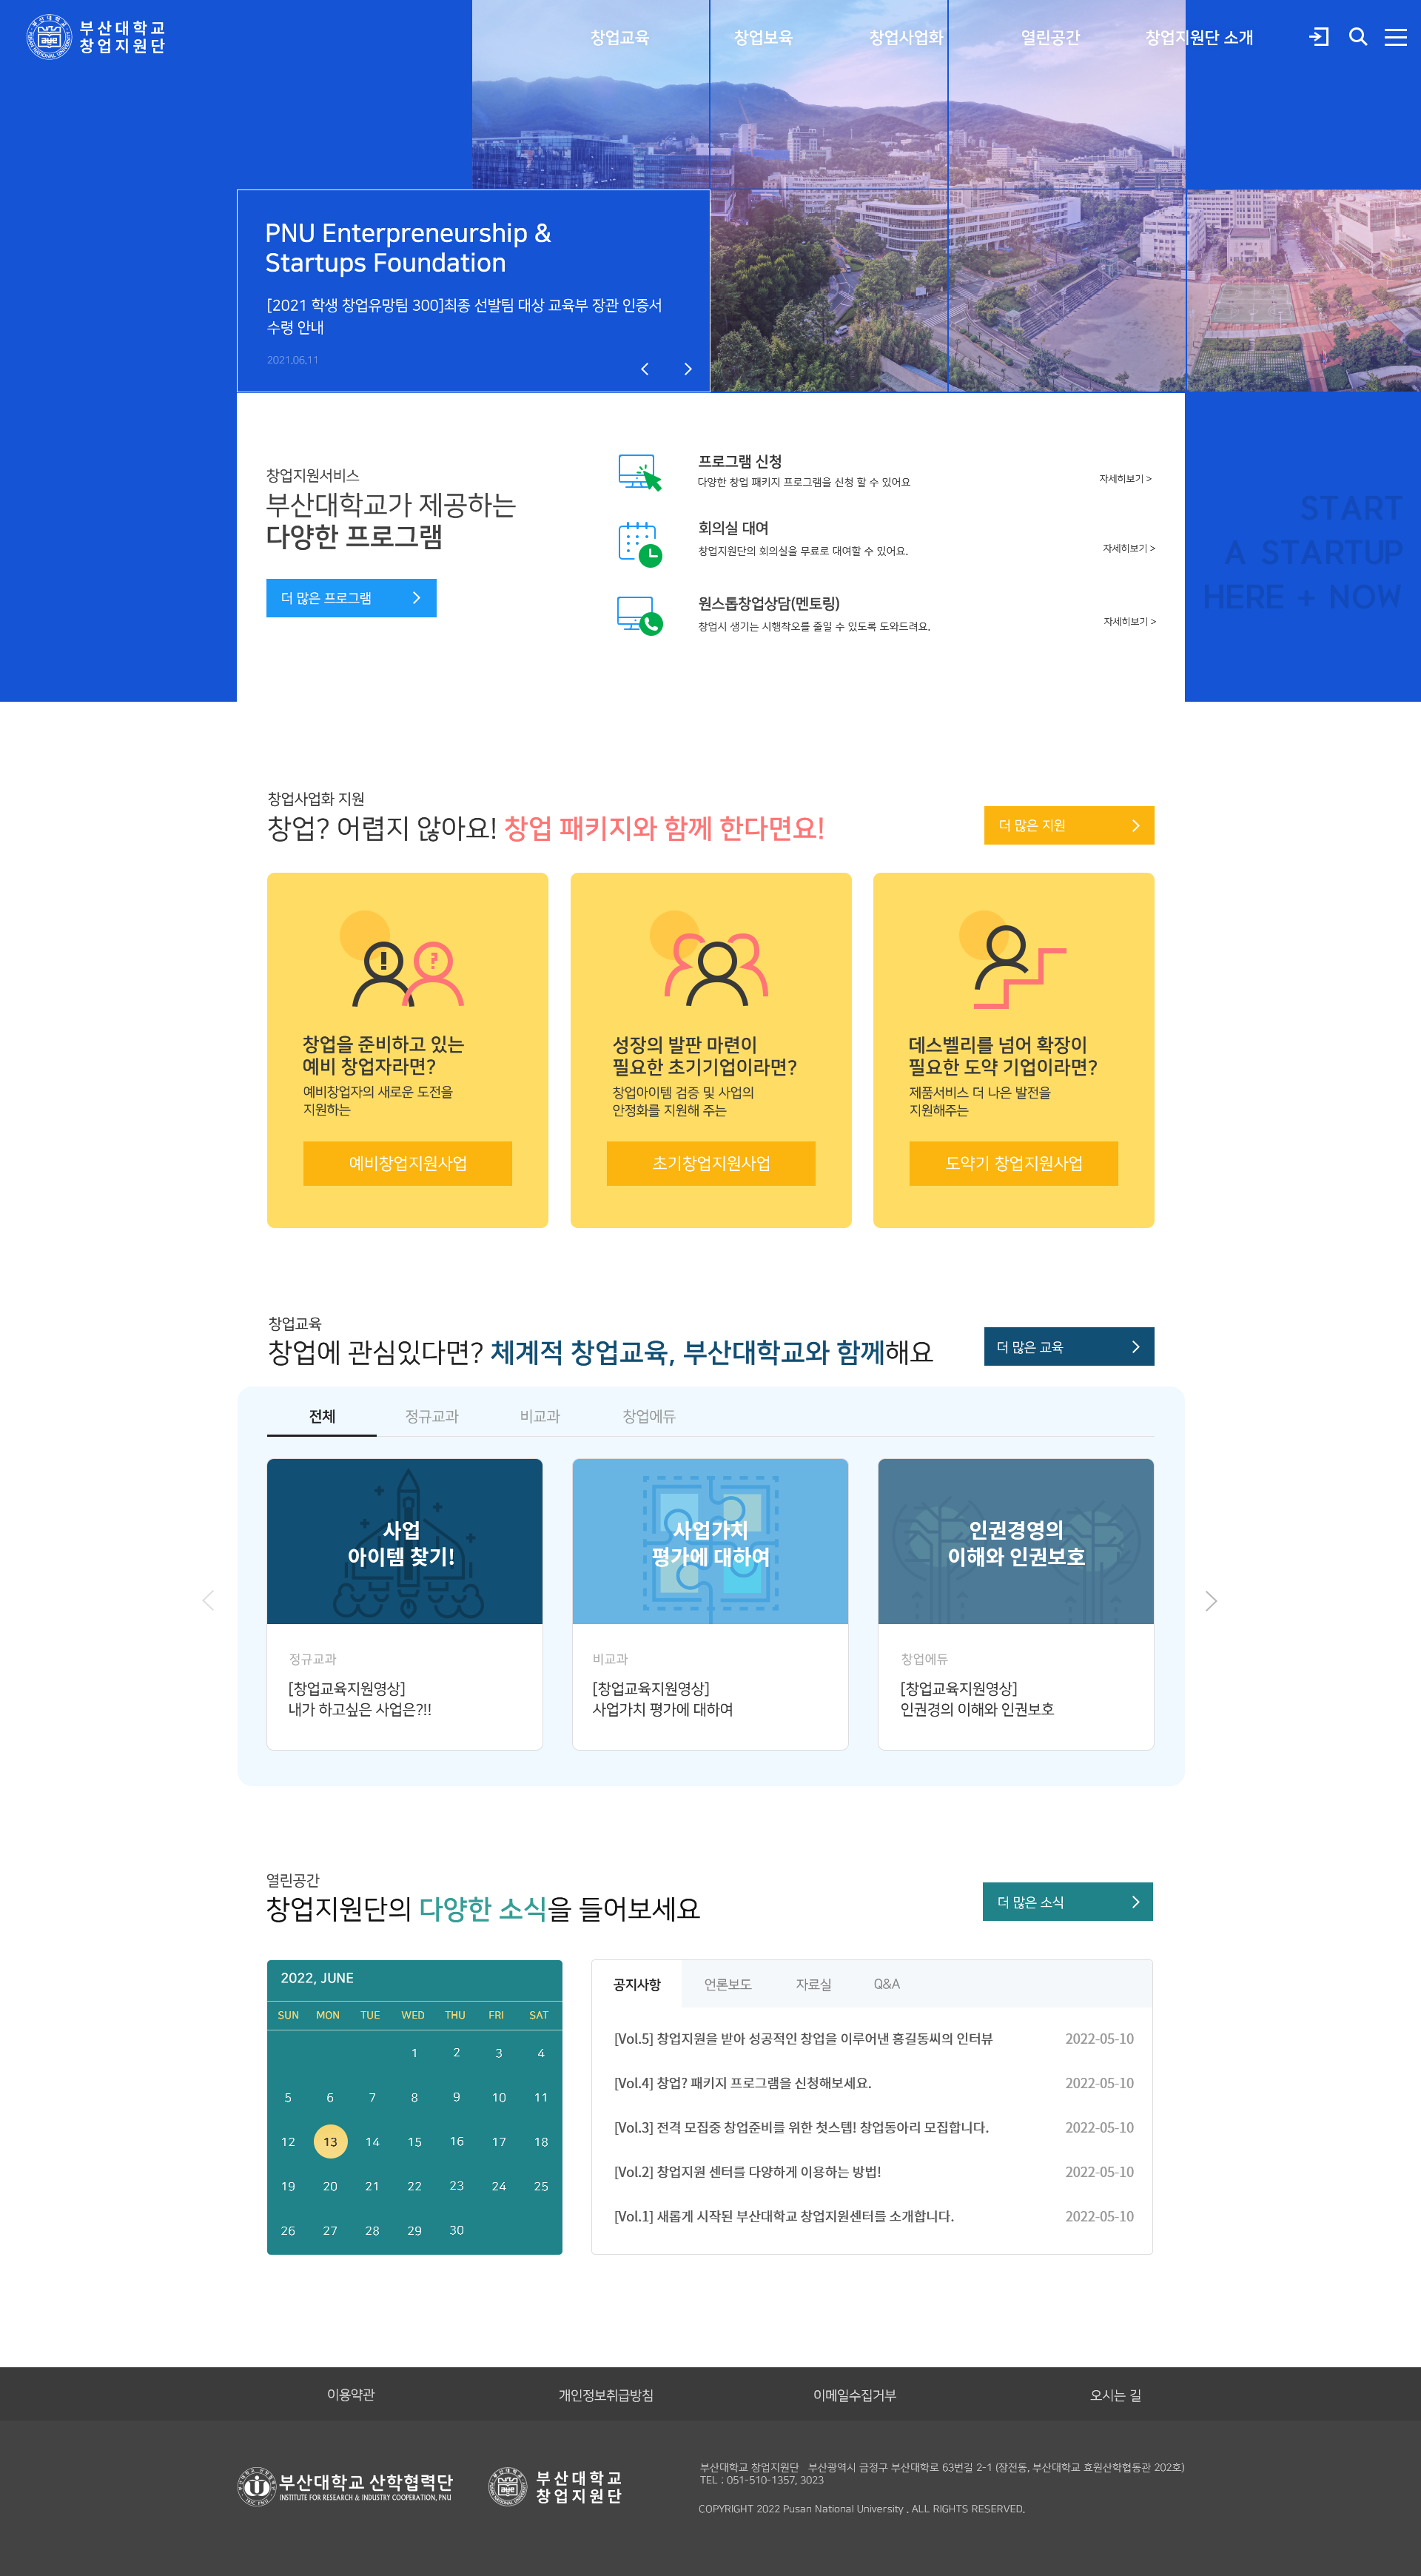 부산대학교
창업지원단
창업교육 창업보육 창업사업화 열린공간 창업지원단 소개
PNU Enterpreneurship &
Startups Foundation
[2021 학생 창업유망팀 300]최종 선발팀 대상 교육부 장관 인증서
수령 안내
2021.06.11
창업지원서비스
부산대학교가 제공하는
다양한 프로그램
더 많은 프로그램
프로그램 신청
다양한 창업 패키지 프로그램을 신청 할 수 있어요
자세히보기 >
회의실 대여
창업지원단의 회의실을 무료로 대여할 수 있어요.
자세히보기 >
원스톱창업상담(멘토링)
창업시 생기는 시행착오를 줄일 수 있도록 도와드려요.
자세히보기 >
START
A STARTUP
HERE + NOW
창업사업화 지원
창업? 어렵지 않아요! 창업 패키지와 함께 한다면요!
더 많은 지원
창업을 준비하고 있는
예비 창업자라면?
예비창업자의 새로운 도전을
지원하는
예비창업지원사업
성장의 발판 마련이
필요한 초기기업이라면?
창업아이템 검증 및 사업의
안정화를 지원해 주는
초기창업지원사업
데스벨리를 넘어 확장이
필요한 도약 기업이라면?
제품서비스 더 나은 발전을
지원해주는
도약기 창업지원사업
창업교육
창업에 관심있다면? 체계적 창업교육, 부산대학교와 함께해요
더 많은 교육
전체 정규교과 비교과 창업에듀
사업
아이템 찾기!
정규교과
[창업교육지원영상]
내가 하고싶은 사업은?!!
사업가치
평가에 대하여
비교과
[창업교육지원영상]
사업가치 평가에 대하여
인권경영의
이해와 인권보호
창업에듀
[창업교육지원영상]
인권경의 이해와 인권보호
열린공간
창업지원단의 다양한 소식을 들어보세요
더 많은 소식
2022, JUNE
SUN MON TUE WED THU FRI SAT
1 2 3 4
5 6 7 8 9 10 11
12 13 14 15 16 17 18
19 20 21 22 23 24 25
26 27 28 29 30
공지사항 언론보도 자료실 Q&A
[Vol.5] 창업지원을 받아 성공적인 창업을 이루어낸 홍길동씨의 인터뷰 2022-05-10
[Vol.4] 창업? 패키지 프로그램을 신청해보세요. 2022-05-10
[Vol.3] 전격 모집중 창업준비를 위한 첫스텝! 창업동아리 모집합니다. 2022-05-10
[Vol.2] 창업지원 센터를 다양하게 이용하는 방법! 2022-05-10
[Vol.1] 새롭게 시작된 부산대학교 창업지원센터를 소개합니다. 2022-05-10
이용약관 개인정보취급방침 이메일수집거부 오시는 길
부산대학교 산학협력단
INSTITUTE FOR RESEARCH & INDUSTRY COOPERATION, PNU
부산대학교
창업지원단
부산대학교 창업지원단 부산광역시 금정구 부산대학로 63번길 2-1 (장전동, 부산대학교 효원산학협동관 202호)
TEL : 051-510-1357, 3023
COPYRIGHT 2022 Pusan National University . ALL RIGHTS RESERVED.